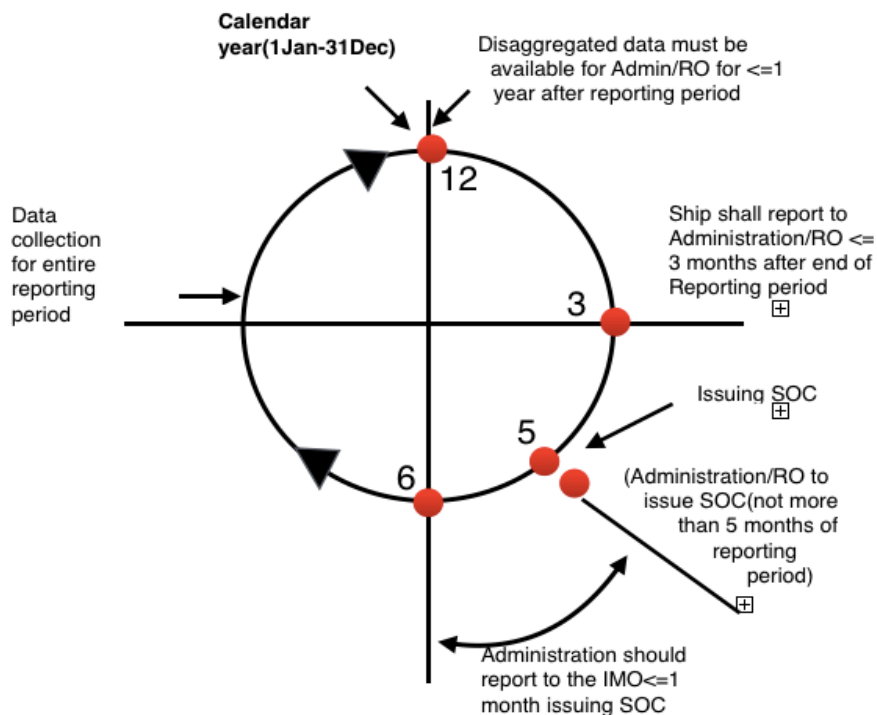 Calendar
year(1Jan-31Dec)
Disaggregated data must be
available for Admin/RO for <=1
year after reporting period
12
Data
collection
for entire
reporting
period
Ship shall report to
Administration/RO <=
3 months after end of
Reporting period
3
Issuing SOC
5
6
(Administration/RO to
issue SOC(not more
than 5 months of
reporting
period)
Administration should
report to the IMO<=1
month issuing SOC